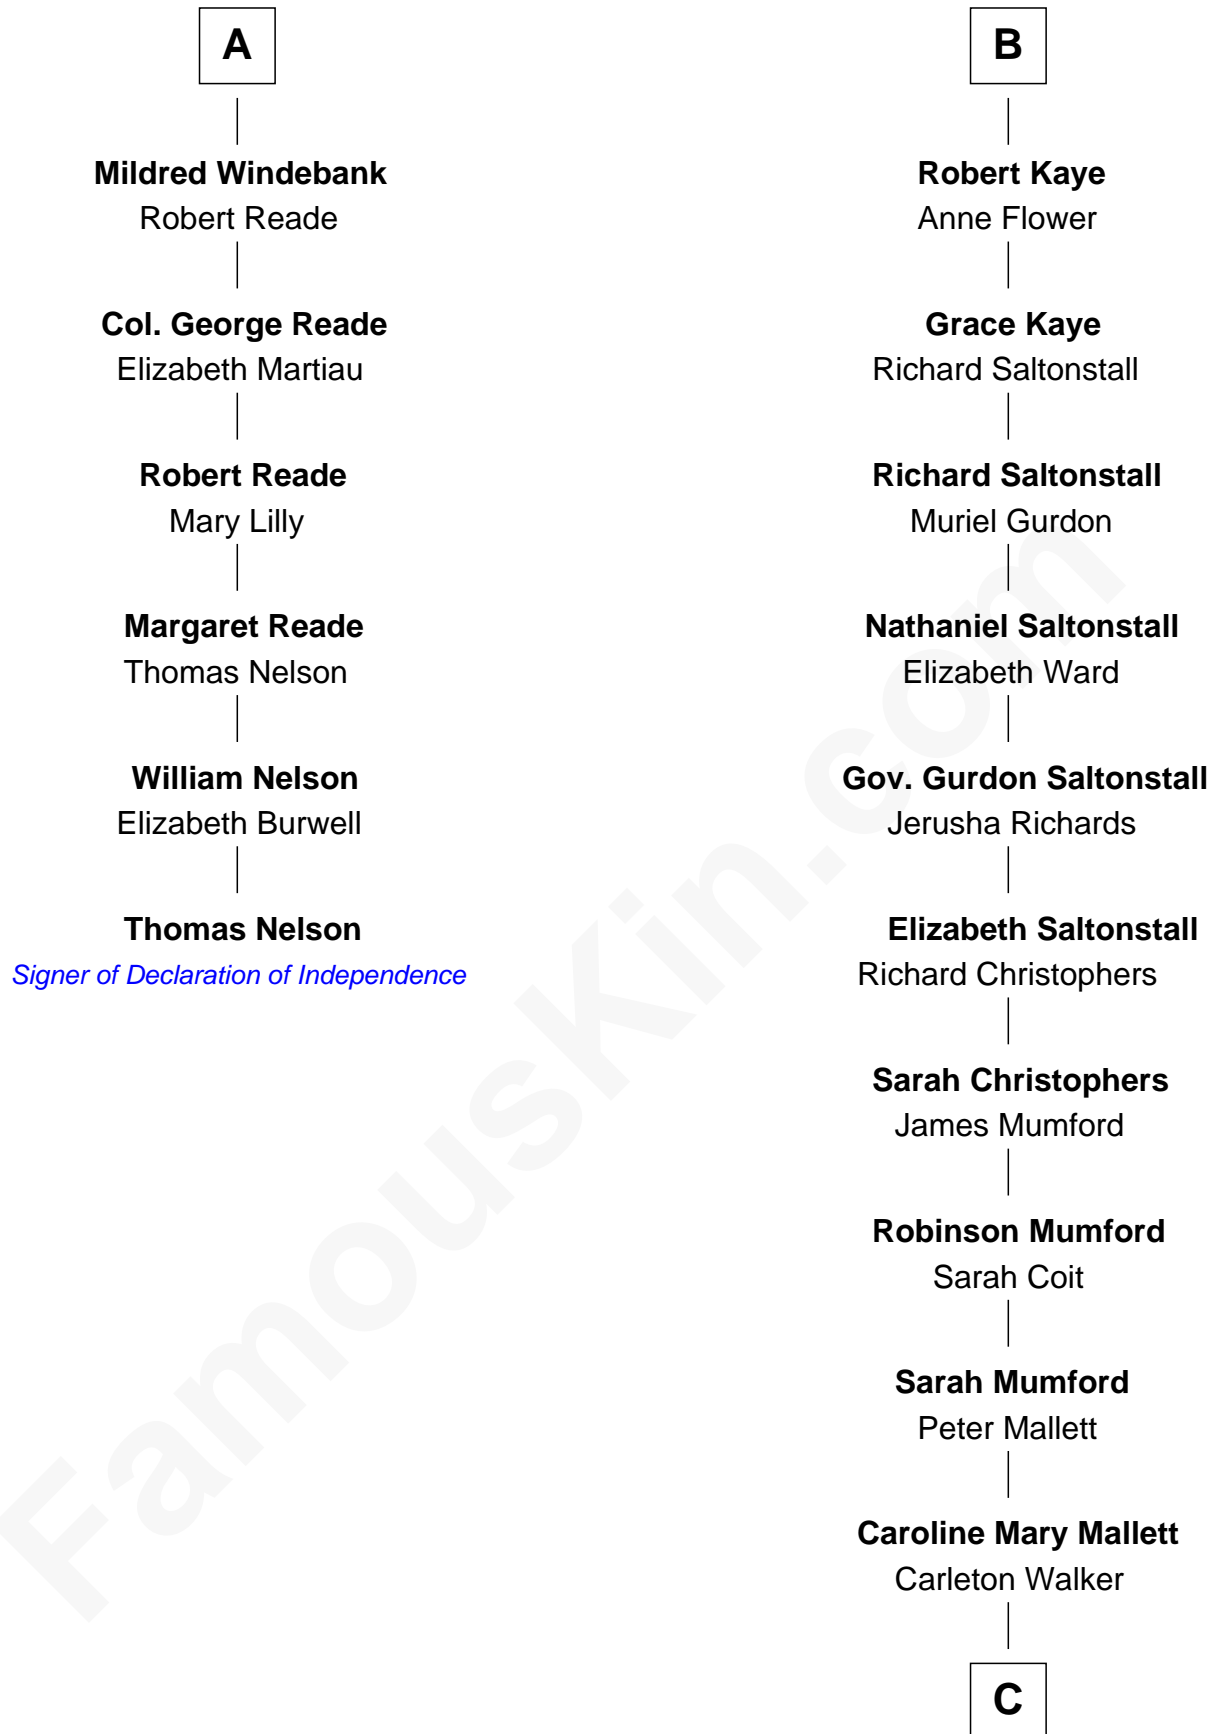 A
Mildred Windebank
Robert Reade
Col. George Reade
Elizabeth Martiau
Robert Reade
Mary Lilly
Margaret Reade
Thomas Nelson
William Nelson
Elizabeth Burwell
Thomas Nelson
Signer of Declaration of Independence
B
Robert Kaye
Anne Flower
Grace Kaye
Richard Saltonstall
Richard Saltonstall
Muriel Gurdon
Nathaniel Saltonstall
Elizabeth Ward
Gov. Gurdon Saltonstall
Jerusha Richards
Elizabeth Saltonstall
Richard Christophers
Sarah Christophers
James Mumford
Robinson Mumford
Sarah Coit
Sarah Mumford
Peter Mallett
Caroline Mary Mallett
Carleton Walker
C
FamousKin.com